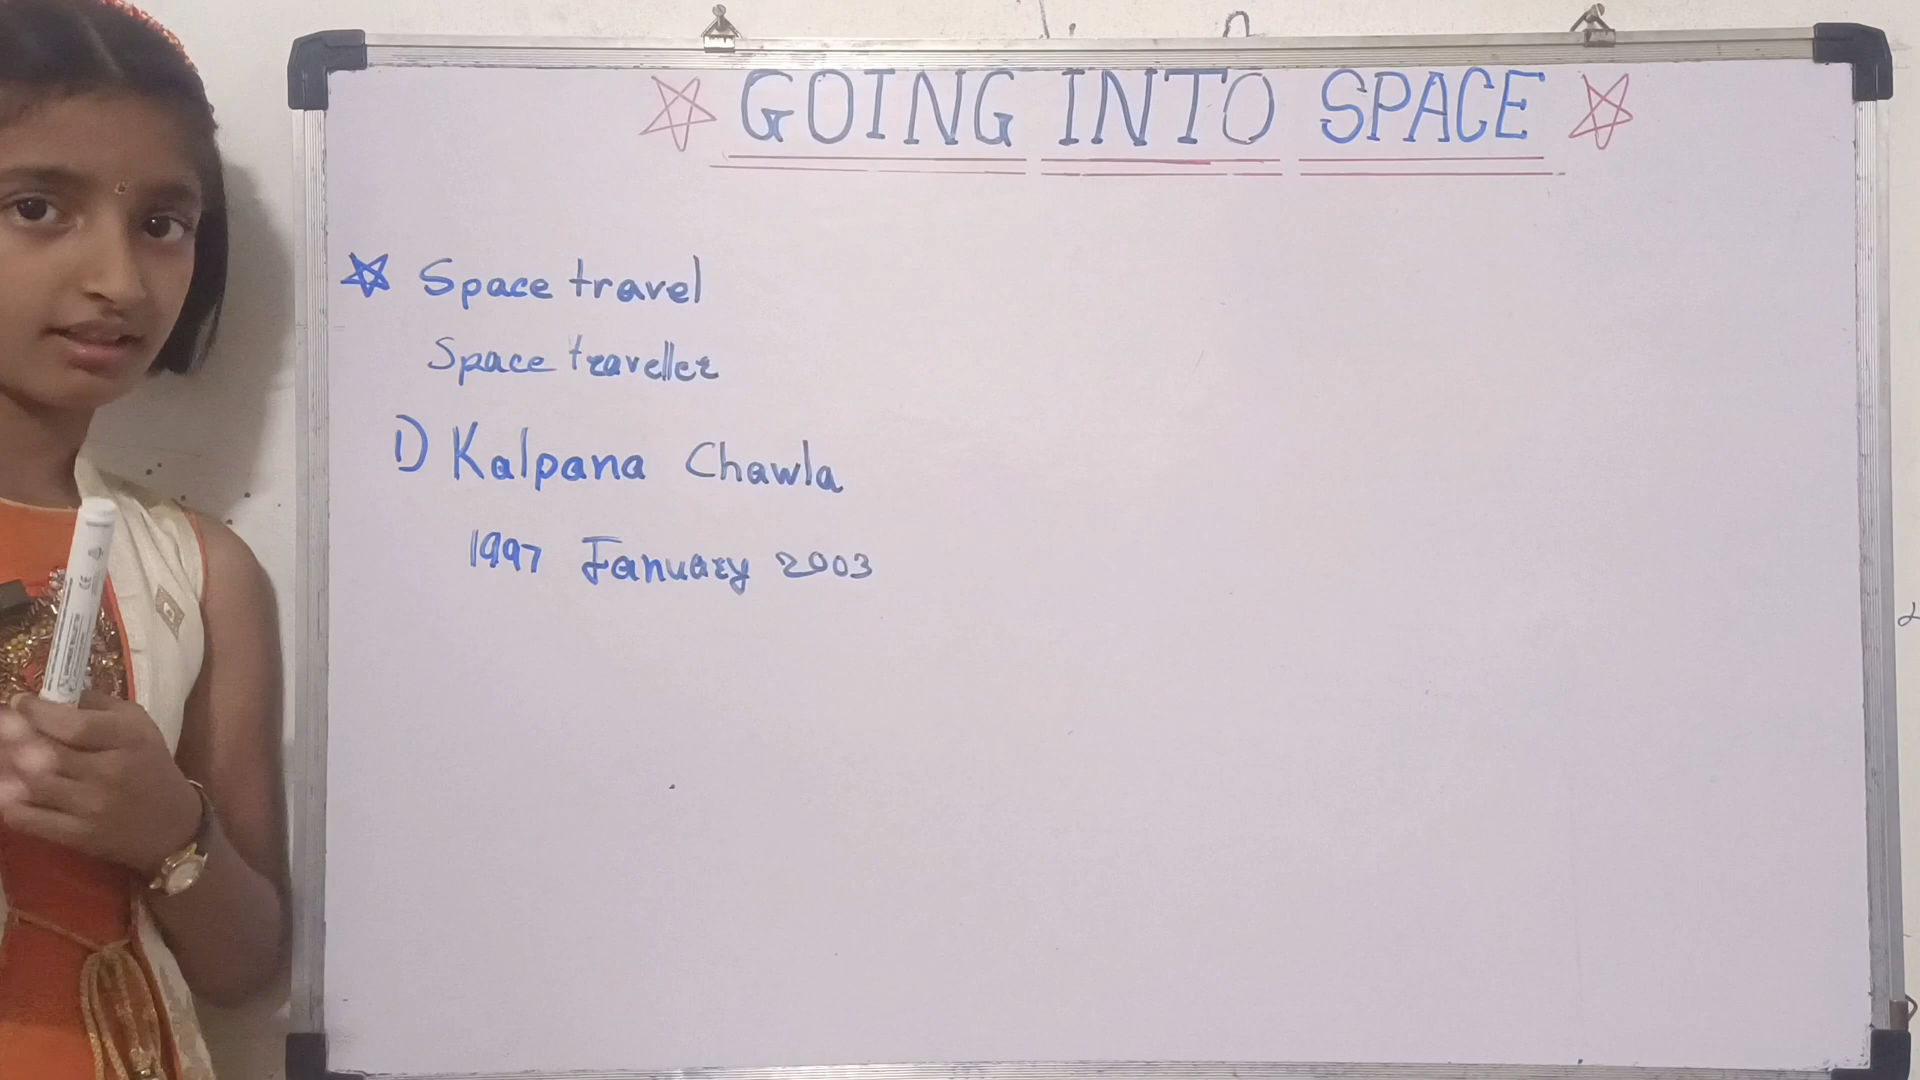 GOING INTO SPACE
Space travel
Space traveller
1) Kalpana Chawla
1997 January 2003